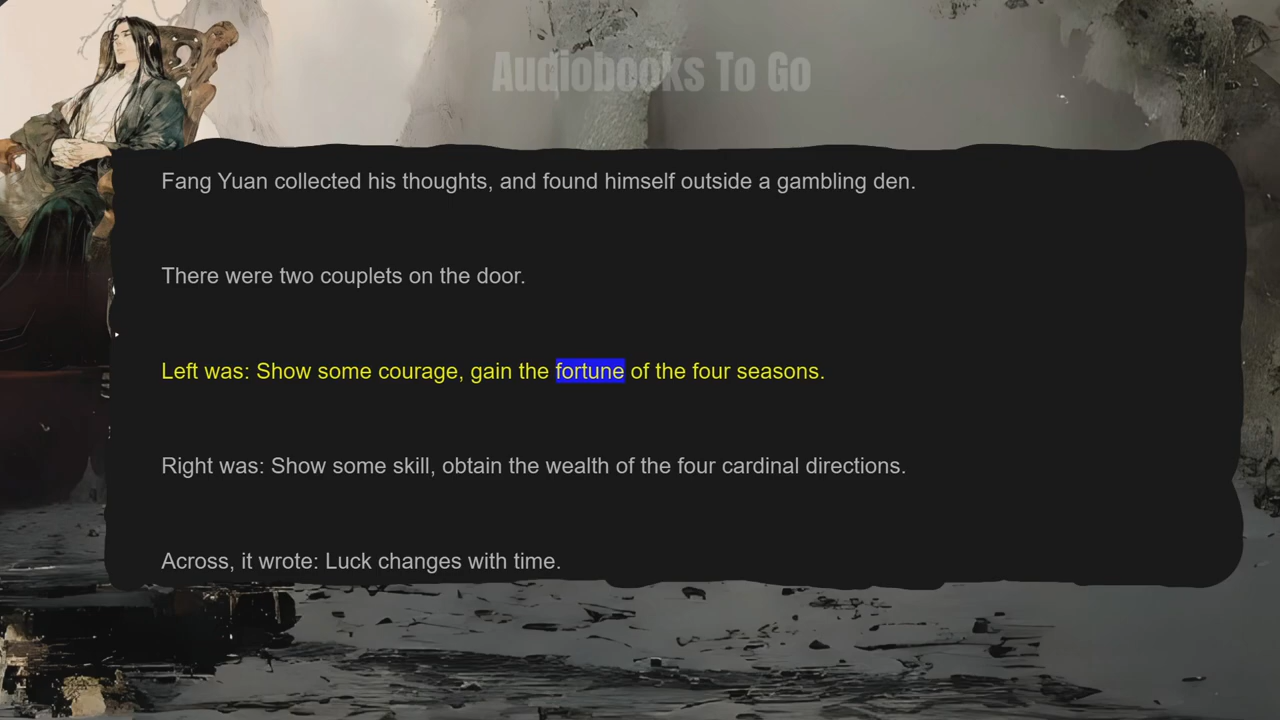 Audiobooks To Go
Fang Yuan collected his thoughts, and found himself outside a gambling den.
There were two couplets on the door.
Left was: Show some courage, gain the fortune of the four seasons.
Right was: Show some skill, obtain the wealth of the four cardinal directions.
Across, it wrote: Luck changes with time.